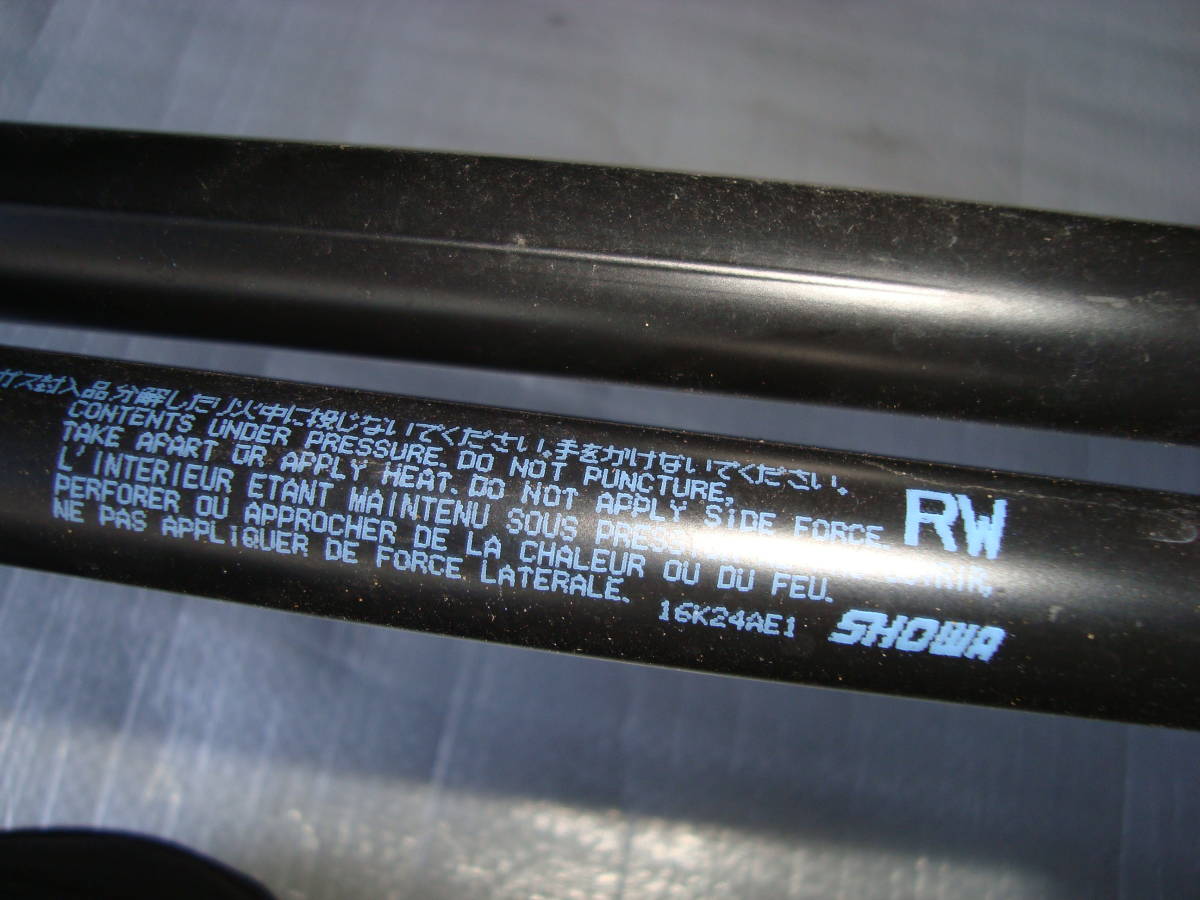 ガス封入品分解したり火中に投じないでください。手をかけないでください。
CONTENTS UNDER PRESSURE. DO NOT PUNCTURE,
TAKE APART OR APPLY HEAT. DO NOT APPLY SIDE FORCE.
L'INTERIEUR ETANT MAINTENU SOUS
PERFORER OU APPROCHER DE LA CHALEUR OU DU FEU.
NE PAS APPLIQUER DE FORCE LATERALE.
RW
16K24AE1 SHOWA